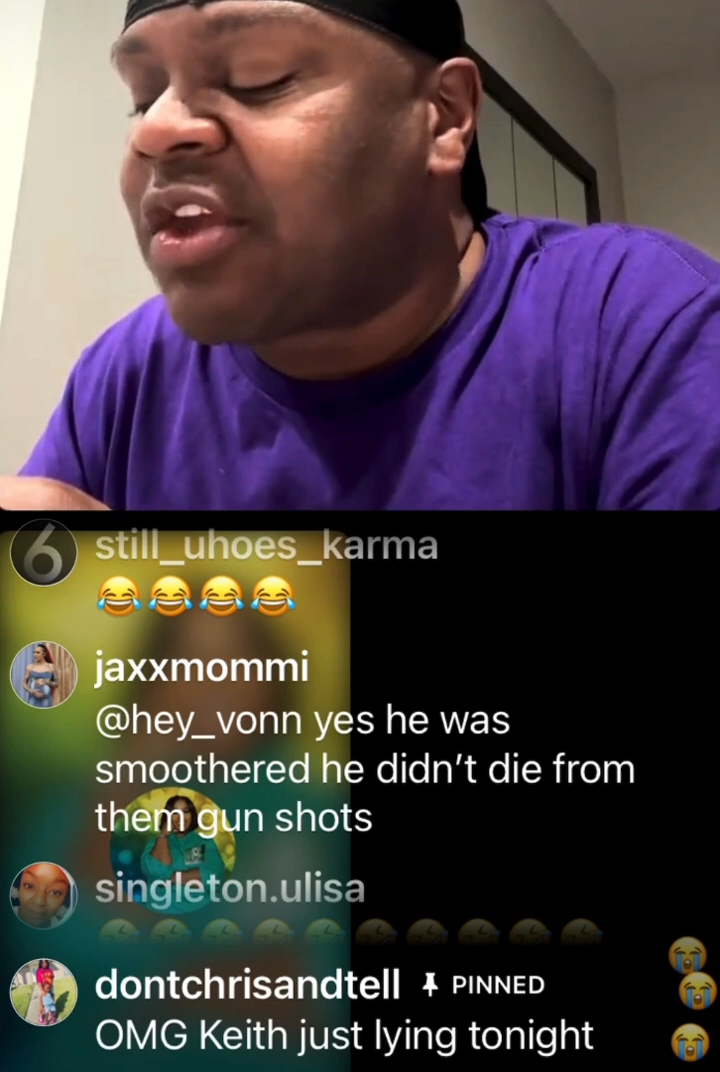 6 still_uhoes_karma
😂😂😂😂
jaxxmommi
@hey_vonn yes he was
smoothered he didn't die from
them gun shots
singleton.ulisa
dontchrisandtell PINNED
OMG Keith just lying tonight